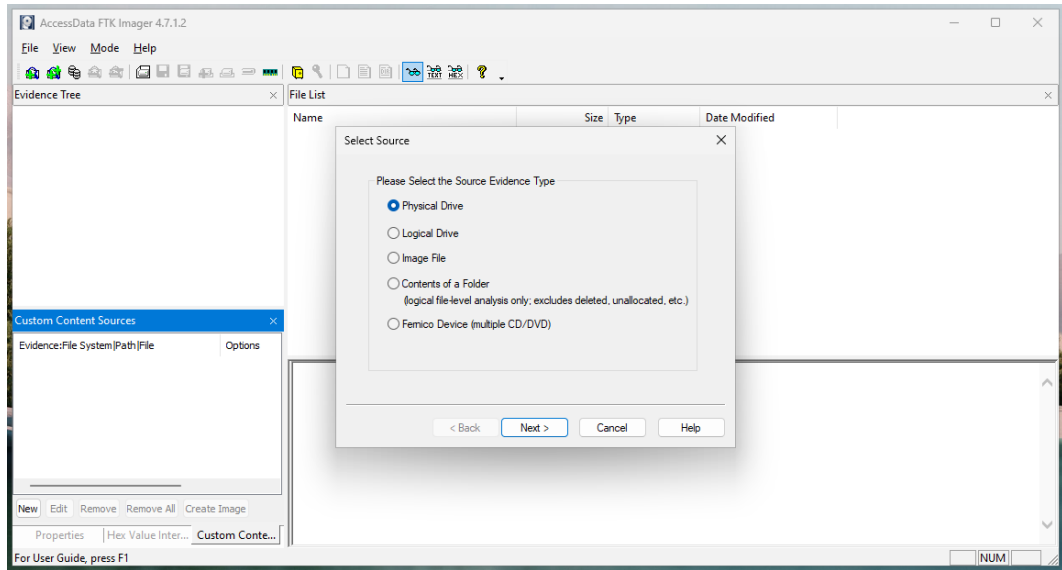 AccessData FTK Imager 4.7.1.2
File View Mode Help
TEXT HEX
Evidence Tree
File List
Name Size Type Date Modified
Select Source
Please Select the Source Evidence Type
Physical Drive
Logical Drive
Image File
Contents of a Folder
(logical file-level analysis only; excludes deleted, unallocated, etc.)
Fernico Device (multiple CD/DVD)
< Back Next > Cancel Help
Custom Content Sources
Evidence:File System|Path|File Options
New Edit Remove Remove All Create Image
Properties Hex Value Inter... Custom Conte...
For User Guide, press F1
NUM